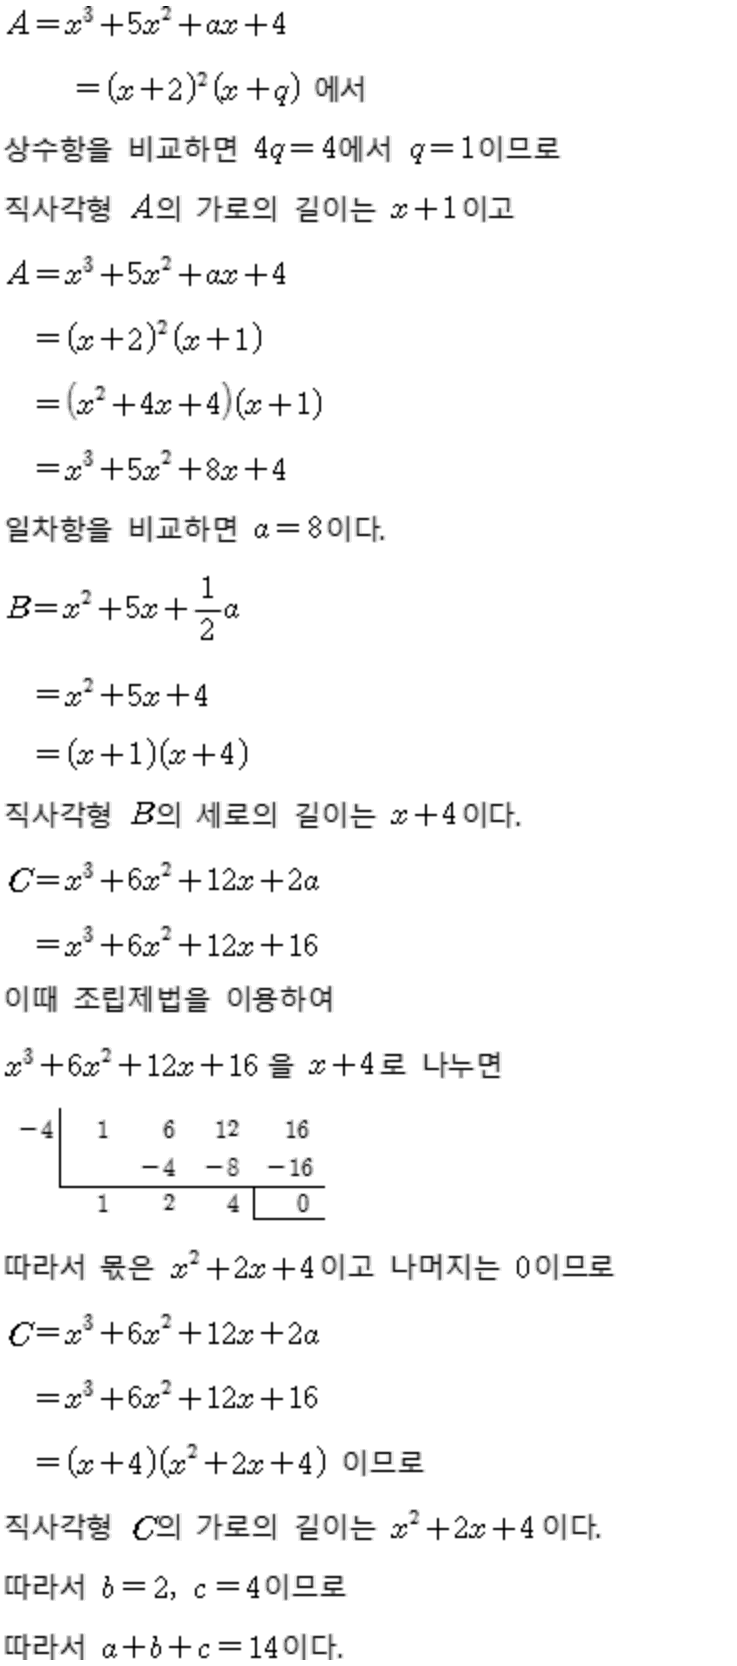 A=x³+5x²+ax+4
=(x+2)²(x+q) 에서
상수항을 비교하면 4q=4에서 q=1이므로
직사각형 A의 가로의 길이는 x+1이고
A=x³+5x²+ax+4
=(x+2)²(x+1)
=(x²+4x+4)(x+1)
=x³+5x²+8x+4
일차항을 비교하면 a=8이다.
B=x²+5x+1/2a
=x²+5x+4
=(x+1)(x+4)
직사각형 B의 세로의 길이는 x+4이다.
C=x³+6x²+12x+2a
=x³+6x²+12x+16
이때 조립제법을 이용하여
x³+6x²+12x+16 을 x+4로 나누면
-4 1 6 12 16
-4 -8 -16
1 2 4 0
따라서 몫은 x²+2x+4이고 나머지는 0이므로
C=x³+6x²+12x+2a
=x³+6x²+12x+16
=(x+4)(x²+2x+4) 이므로
직사각형 C의 가로의 길이는 x²+2x+4 이다.
따라서 b=2, c=4이므로
따라서 a+b+c=14이다.